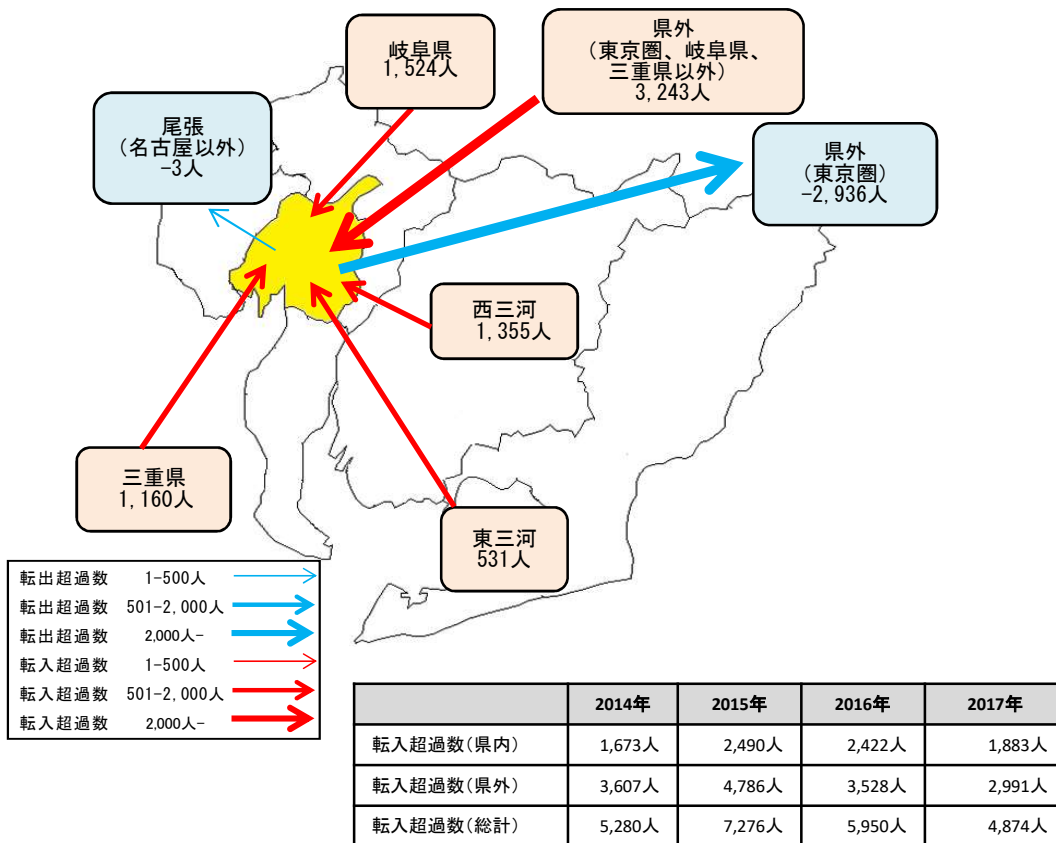 岐阜県
1,524人
県外
(東京圏、岐阜県、
三重県以外)
3,243人
尾張
(名古屋以外)
-3人
県外
(東京圏)
-2,936人
西三河
1,355人
三重県
1,160人
東三河
531人
転出超過数 1-500人
転出超過数 501-2,000人
転出超過数 2,000人-
転入超過数 1-500人
転入超過数 501-2,000人
転入超過数 2,000人-
2014年 2015年 2016年 2017年
転入超過数(県内) 1,673人 2,490人 2,422人 1,883人
転入超過数(県外) 3,607人 4,786人 3,528人 2,991人
転入超過数(総計) 5,280人 7,276人 5,950人 4,874人